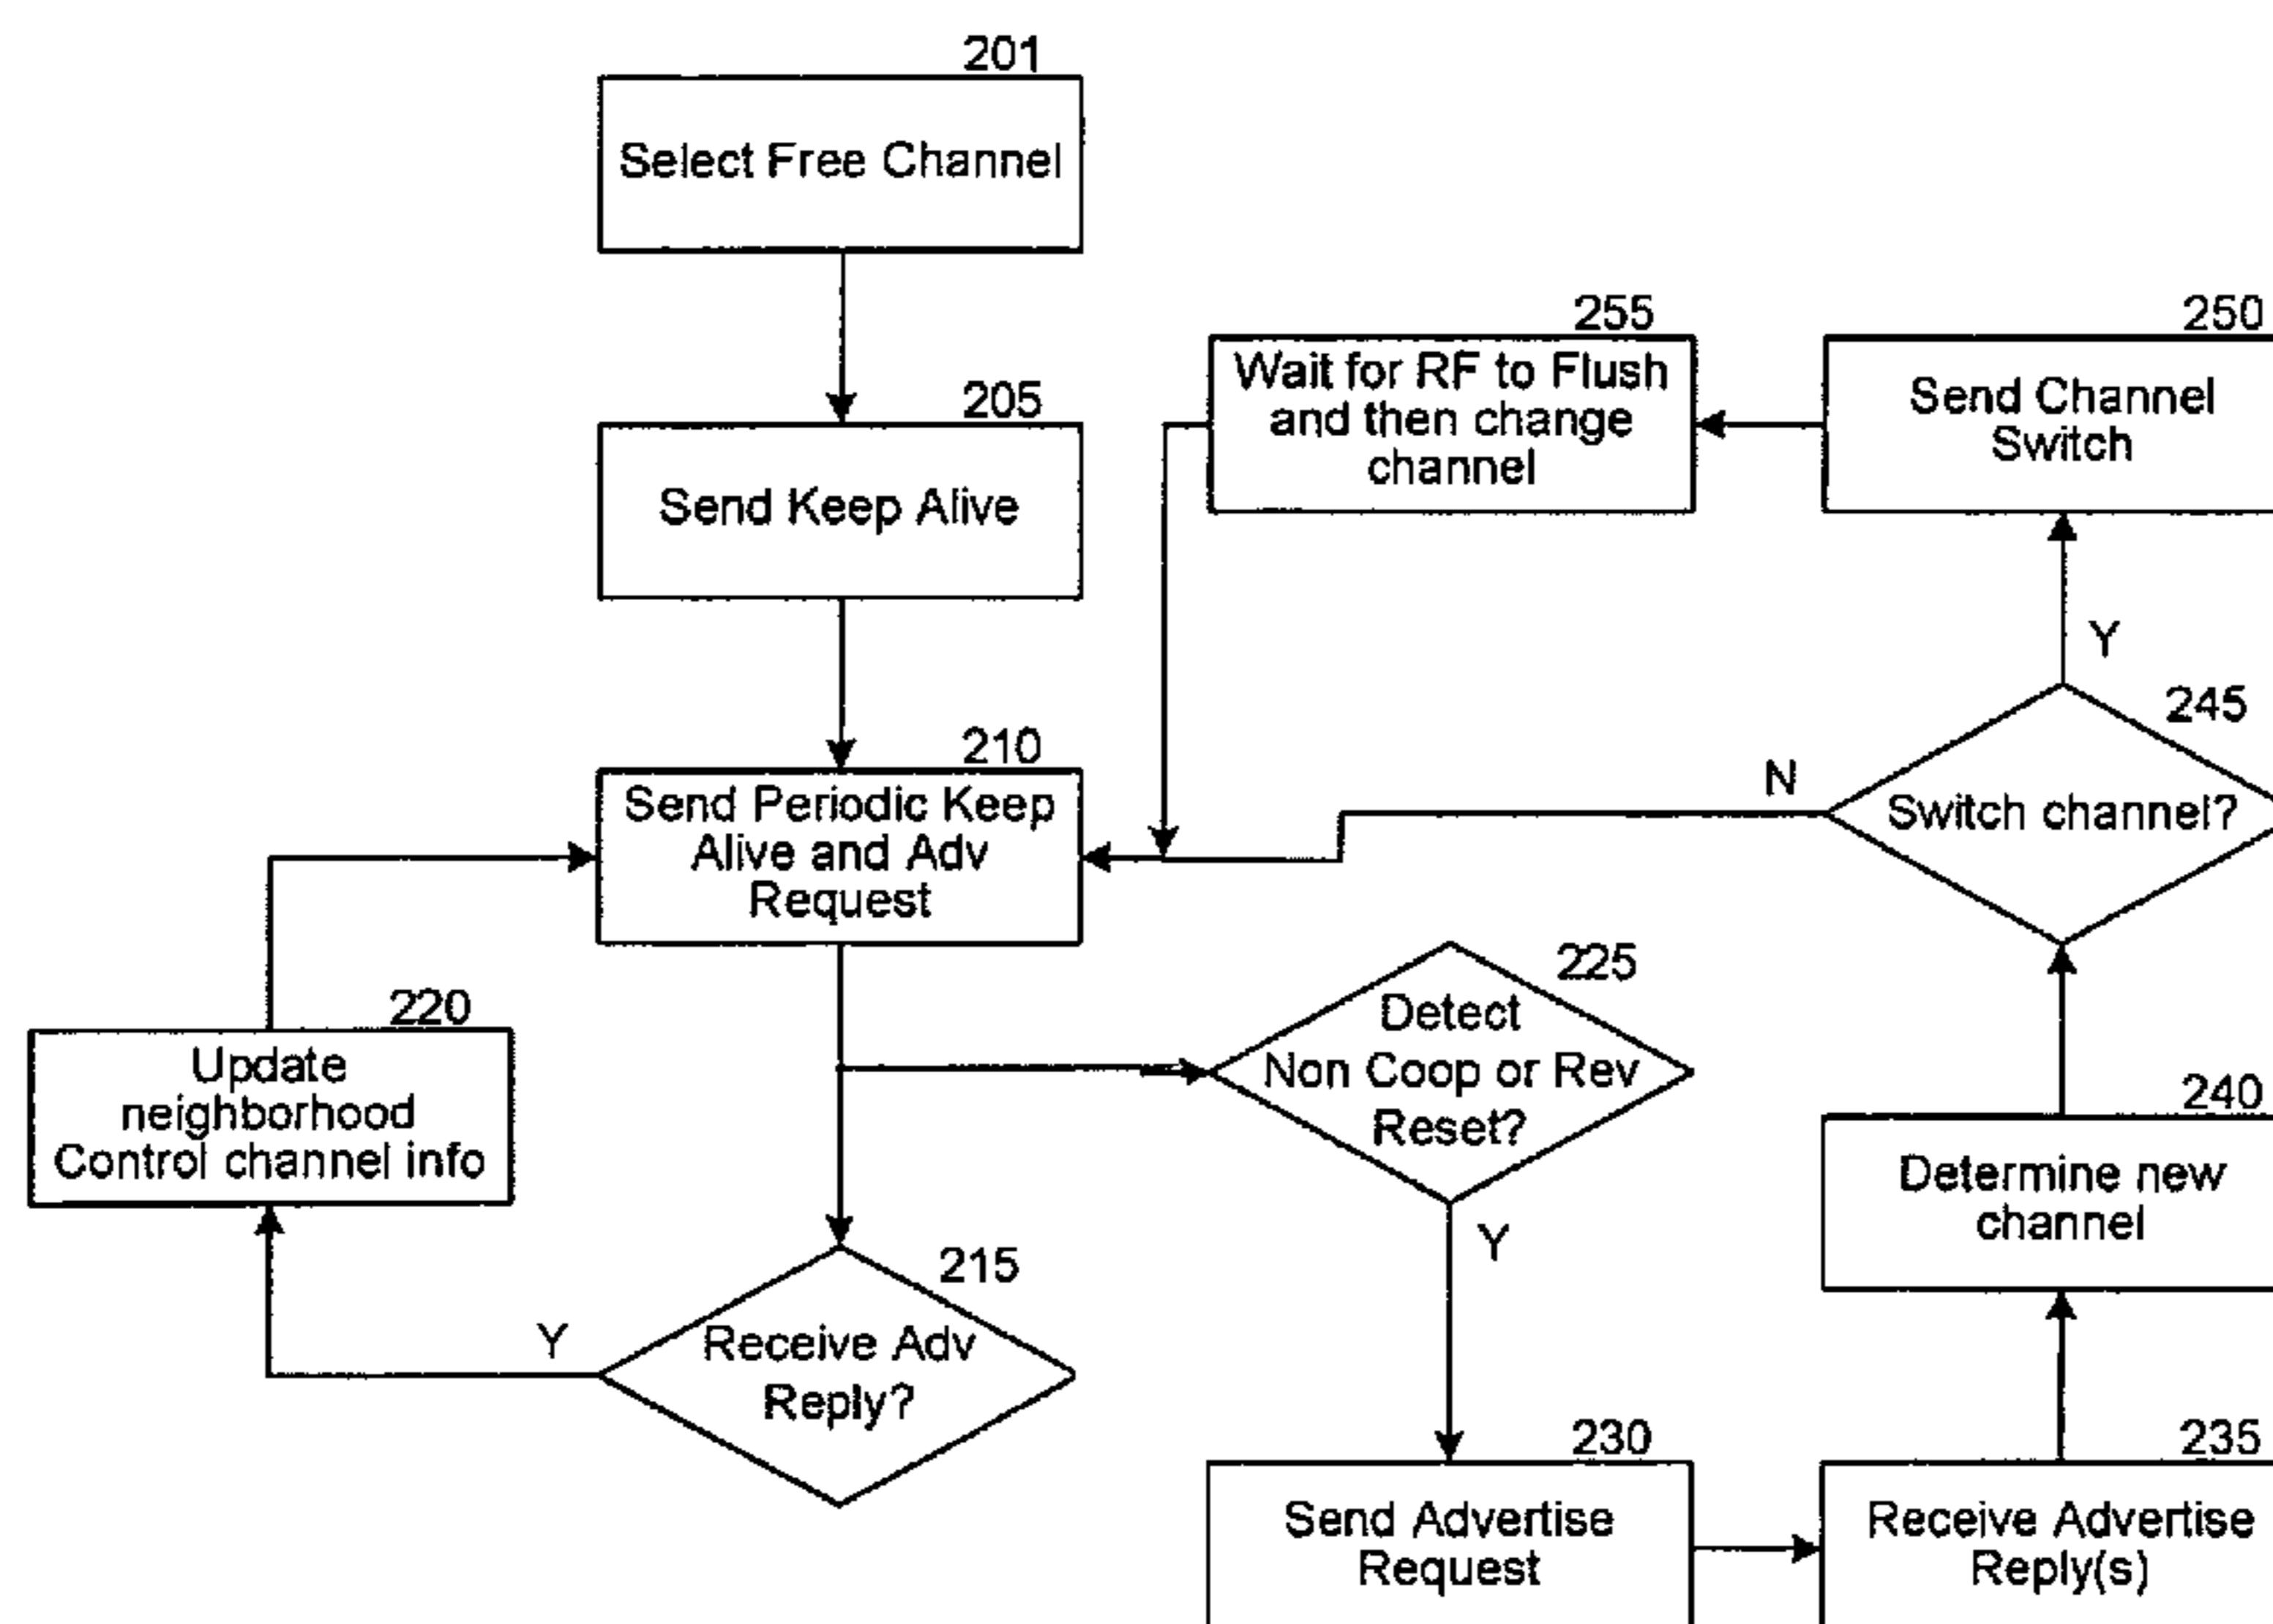 201
Select Free Channel
205
Send Keep Alive
210
Send Periodic Keep
Alive and Adv
Request
220
Update
neighborhood
Control channel info
Y
215
Receive Adv
Reply?
225
Detect
Non Coop or Rev
Reset?
Y
230
Send Advertise
Request
235
Receive Advertise
Reply(s)
240
Determine new
channel
245
Switch channel?
N
Y
250
Send Channel
Switch
255
Wait for RF to Flush
and then change
channel